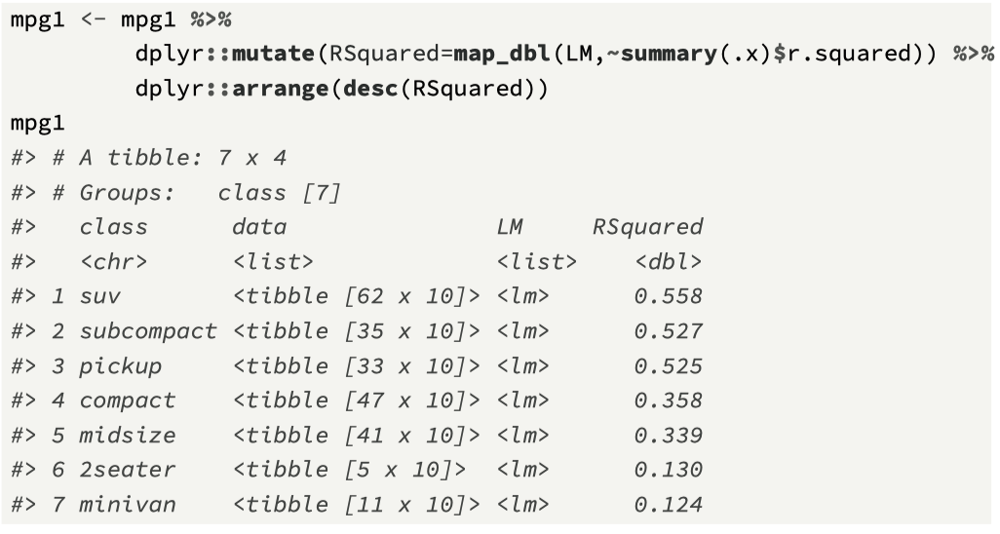 mpg1 <- mpg1 %>%
dplyr::mutate(RSquared=map_dbl(LM,~summary(.x)$r.squared)) %>%
dplyr::arrange(desc(RSquared))
mpg1
#> # A tibble: 7 x 4
#> # Groups:   class [7]
#>   class      data               LM     RSquared
#>   <chr>      <list>             <list>    <dbl>
#> 1 suv        <tibble [62 x 10]> <lm>      0.558
#> 2 subcompact <tibble [35 x 10]> <lm>      0.527
#> 3 pickup     <tibble [33 x 10]> <lm>      0.525
#> 4 compact    <tibble [47 x 10]> <lm>      0.358
#> 5 midsize    <tibble [41 x 10]> <lm>      0.339
#> 6 2seater    <tibble [5 x 10]>  <lm>      0.130
#> 7 minivan    <tibble [11 x 10]> <lm>      0.124